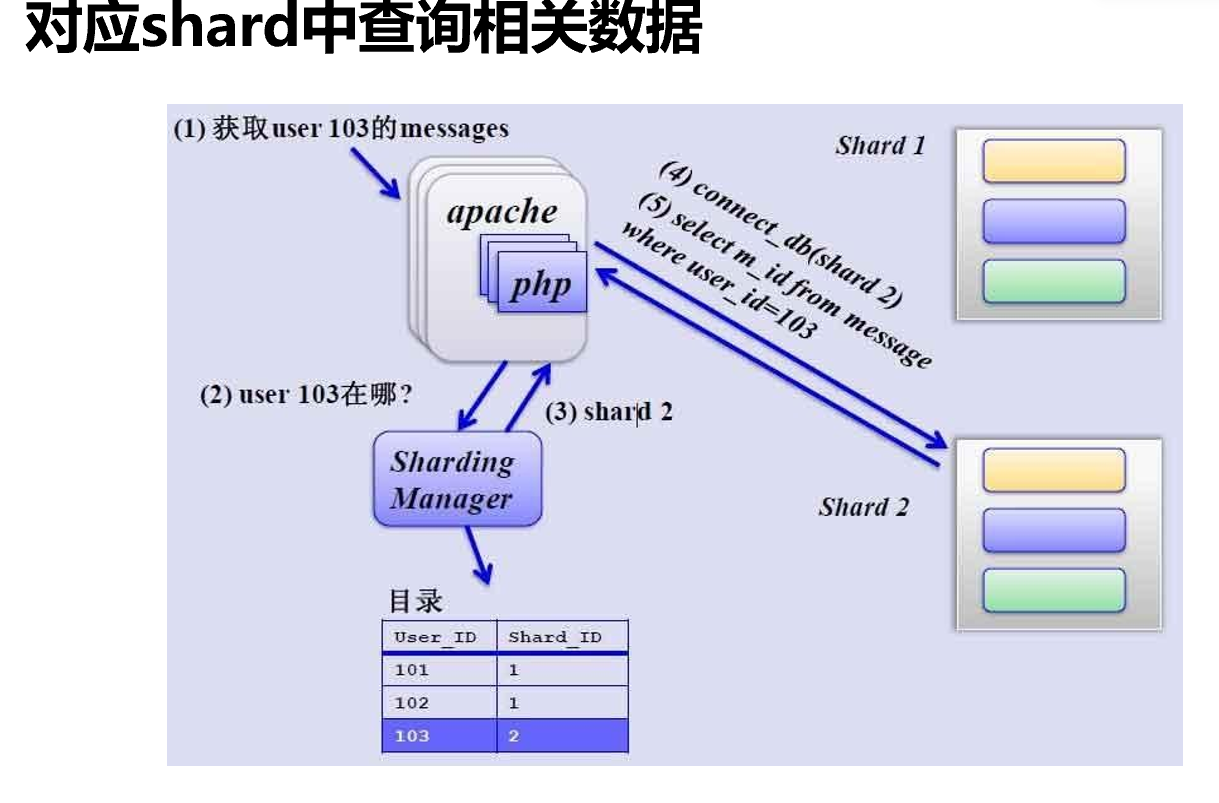 对应shard中查询相关数据
(1) 获取user 103的messages
apache
php
(2) user 103在哪?
(3) shard 2
Sharding
Manager
(4) connect_db(shard 2)
(5) select m_id from message
where user_id=103
Shard 1
Shard 2
目录
User_ID Shard_ID
101 1
102 1
103 2